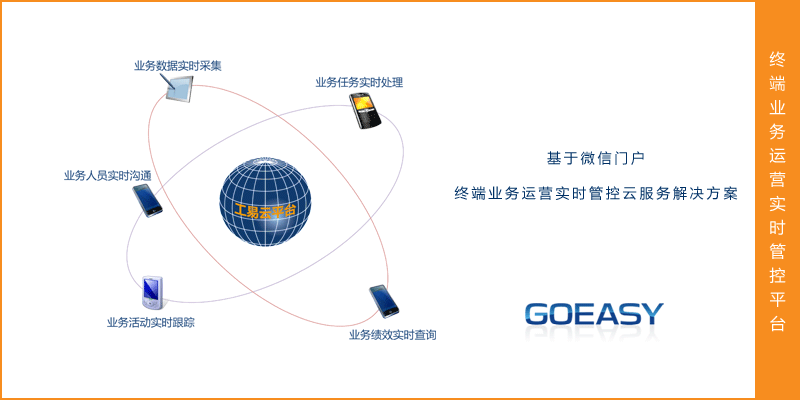 业务数据实时采集
业务任务实时处理
业务人员实时沟通
工易云平台
业务活动实时跟踪
业务绩效实时查询
基于微信门户
终端业务运营实时管控云服务解决方案
GOEASY
终端业务运营实时管控平台